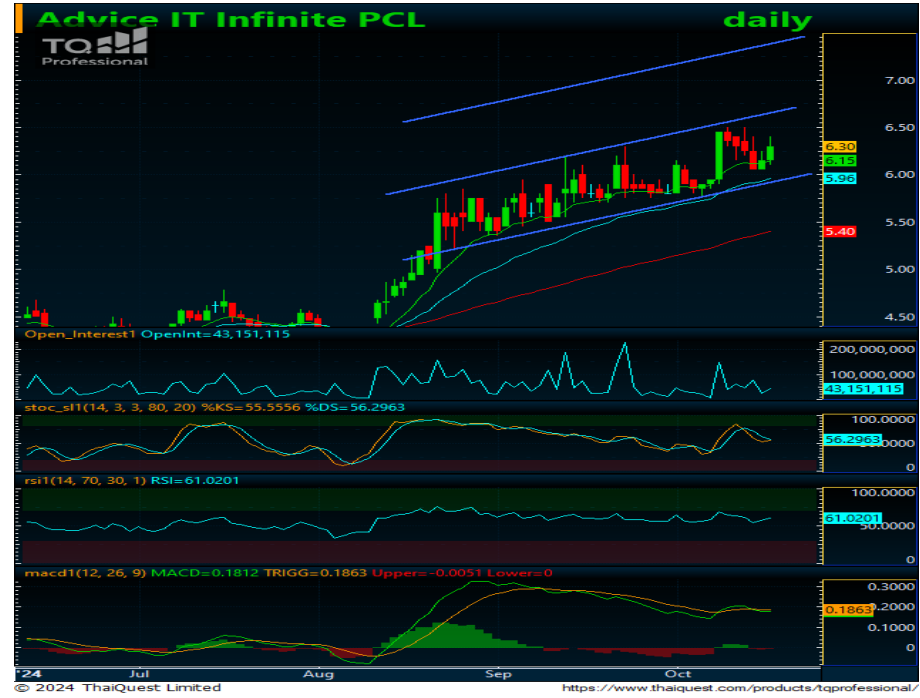 Advice IT Infinite PCL daily
TQ
Professional
7.00
6.50
6.30
6.15
6.00
5.96
5.50
5.40
5.00
4.50
Open_Interest1 OpenInt=43,151,115
200,000,000
100,000,000
43,151,115
stoc_sl1(14, 3, 3, 80, 20) %KS=55.5556 %DS=56.2963
100.0000
56.2963
0000
0
rsi1(14, 70, 30, 1) RSI=61.0201
100.0000
61.0201
50.0000
0
macd1(12, 26, 9) MACD=0.1812 TRIGG=0.1863 Upper=-0.0051 Lower=0
0.3000
0.2000
0.1863
0.1000
0
'24 Jul Aug Sep Oct
© 2024 ThaiQuest Limited https://www.thaiquest.com/products/tqprofessional/